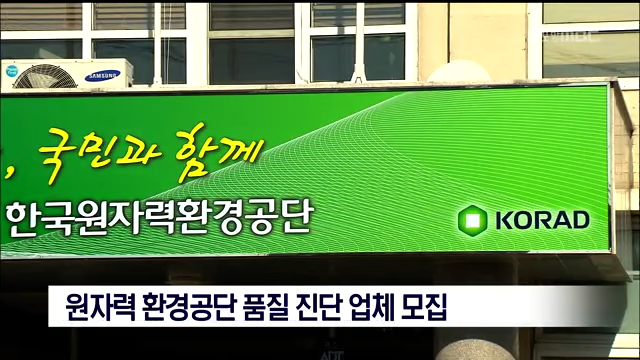 SAMSUNG
MBC
, 국민과 함께
한국원자력환경공단
KORAD
원자력 환경공단 품질 진단 업체 모집